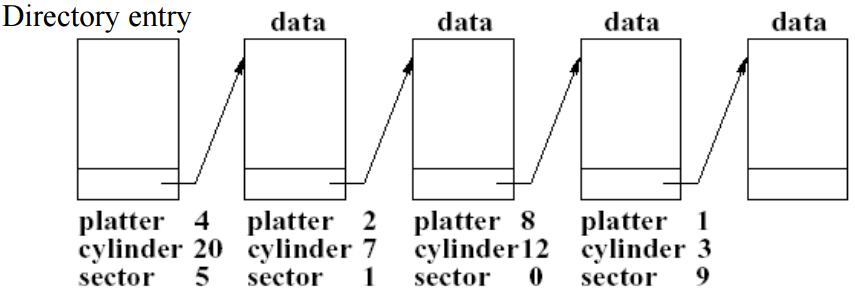 Directory entry
data data data data
platter 4 platter 2 platter 8 platter 1
cylinder 20 cylinder 7 cylinder 12 cylinder 3
sector 5 sector 1 sector 0 sector 9